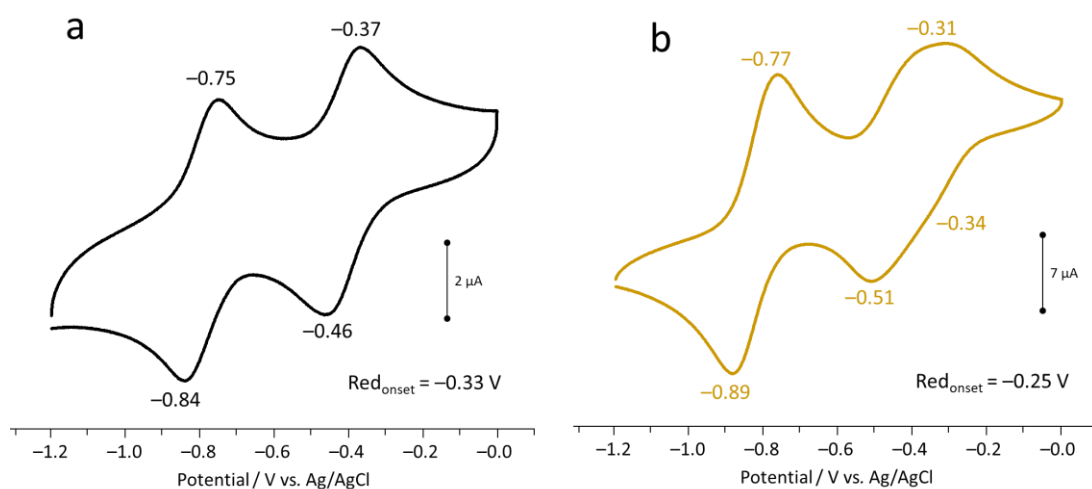 a
–0.37
–0.75
–0.46
–0.84
2 µA
Red_onset = –0.33 V
–1.2 –1.0 –0.8 –0.6 –0.4 –0.2 –0.0
Potential / V vs. Ag/AgCl
b
–0.31
–0.77
–0.34
–0.51
–0.89
7 µA
Red_onset = –0.25 V
–1.2 –1.0 –0.8 –0.6 –0.4 –0.2 –0.0
Potential / V vs. Ag/AgCl